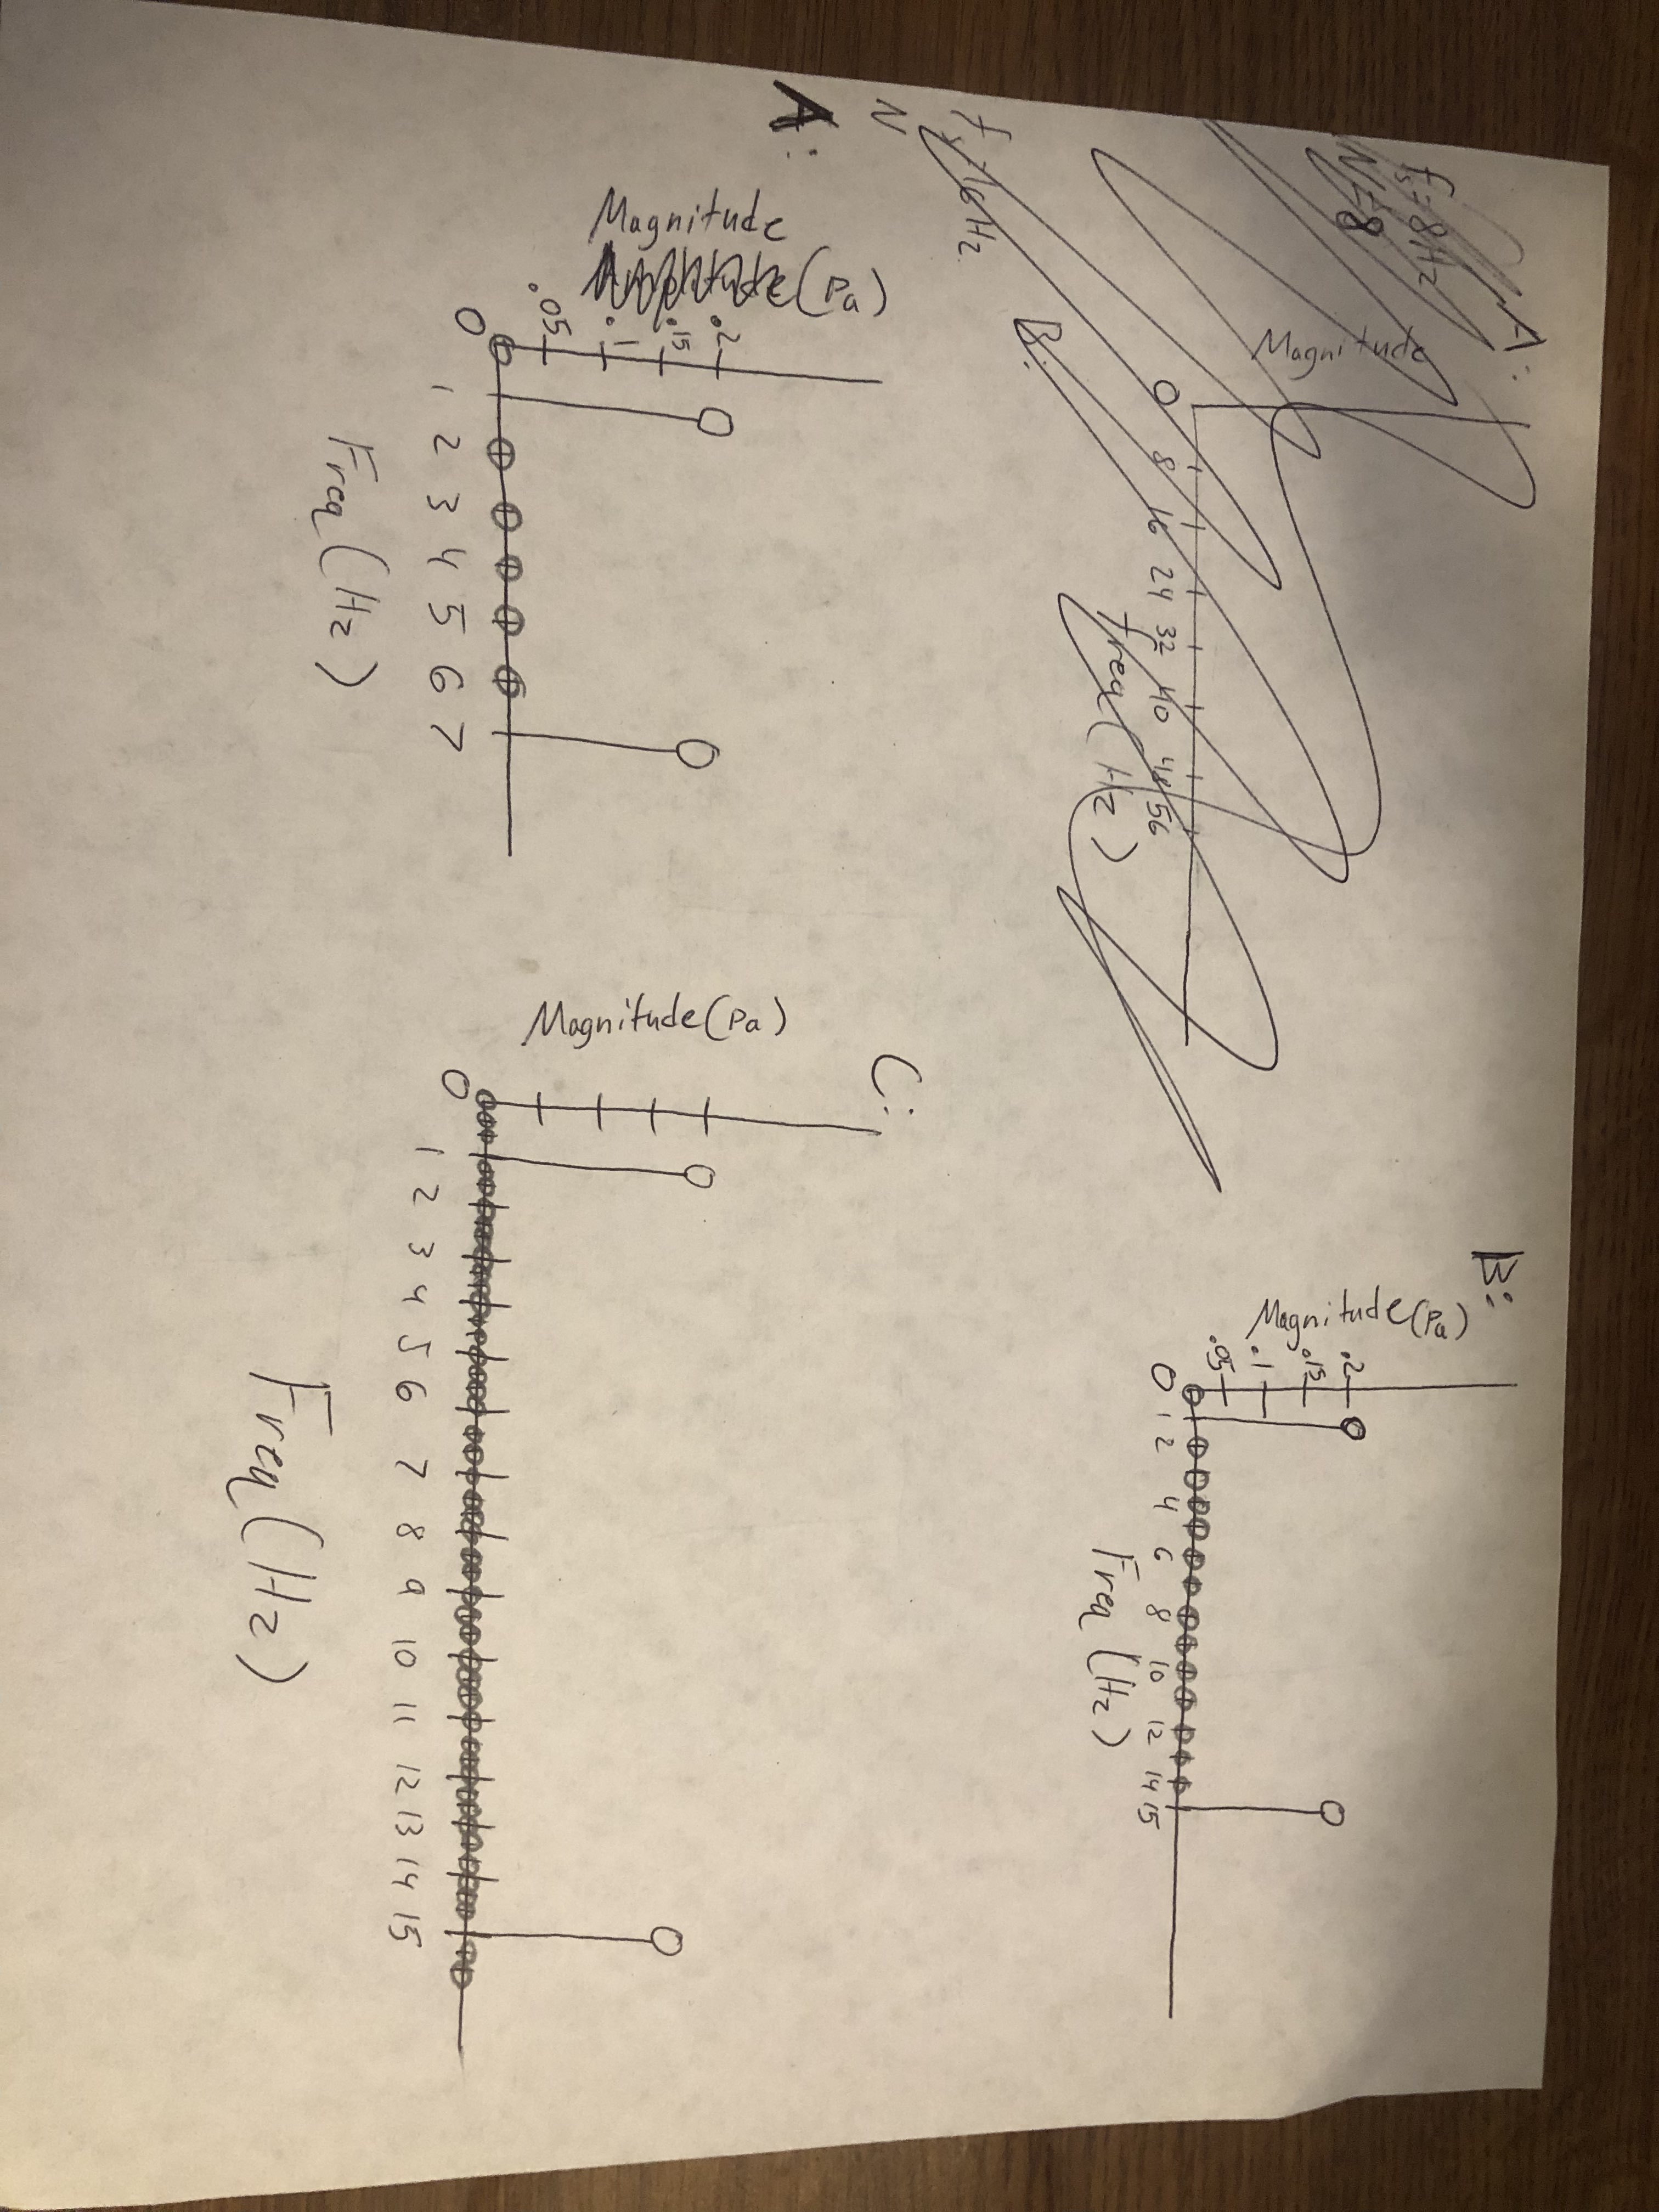 A:
fs=8Hz
N=8
Magnitude
0 8 16 24 32 40 48 56
freq (Hz)
B:
fs=16Hz
N
Magnitude(Pa)
.2
.15
.1
.05
0 1 2 4 6 8 10 12 14 15
Freq (Hz)
A:
Magnitude
(Pa)
.2
.15
.1
.05
0
1 2 3 4 5 6 7
Freq (Hz)
C:
Magnitude(Pa)
0
1 2 3 4 5 6 7 8 9 10 11 12 13 14 15
Freq (Hz)